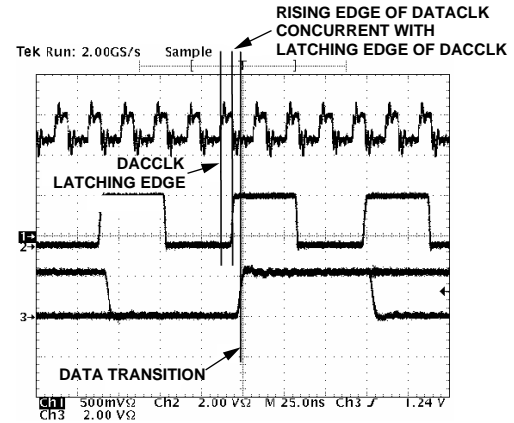 RISING EDGE OF DATACLK
CONCURRENT WITH
LATCHING EDGE OF DACCLK
Tek Run: 2.00GS/s Sample
DACCLK
LATCHING EDGE
1
2
3
DATA TRANSITION
Ch1 500mVΩ Ch2 2.00 VΩ M 25.0ns Ch3 1.24 V
Ch3 2.00 VΩ